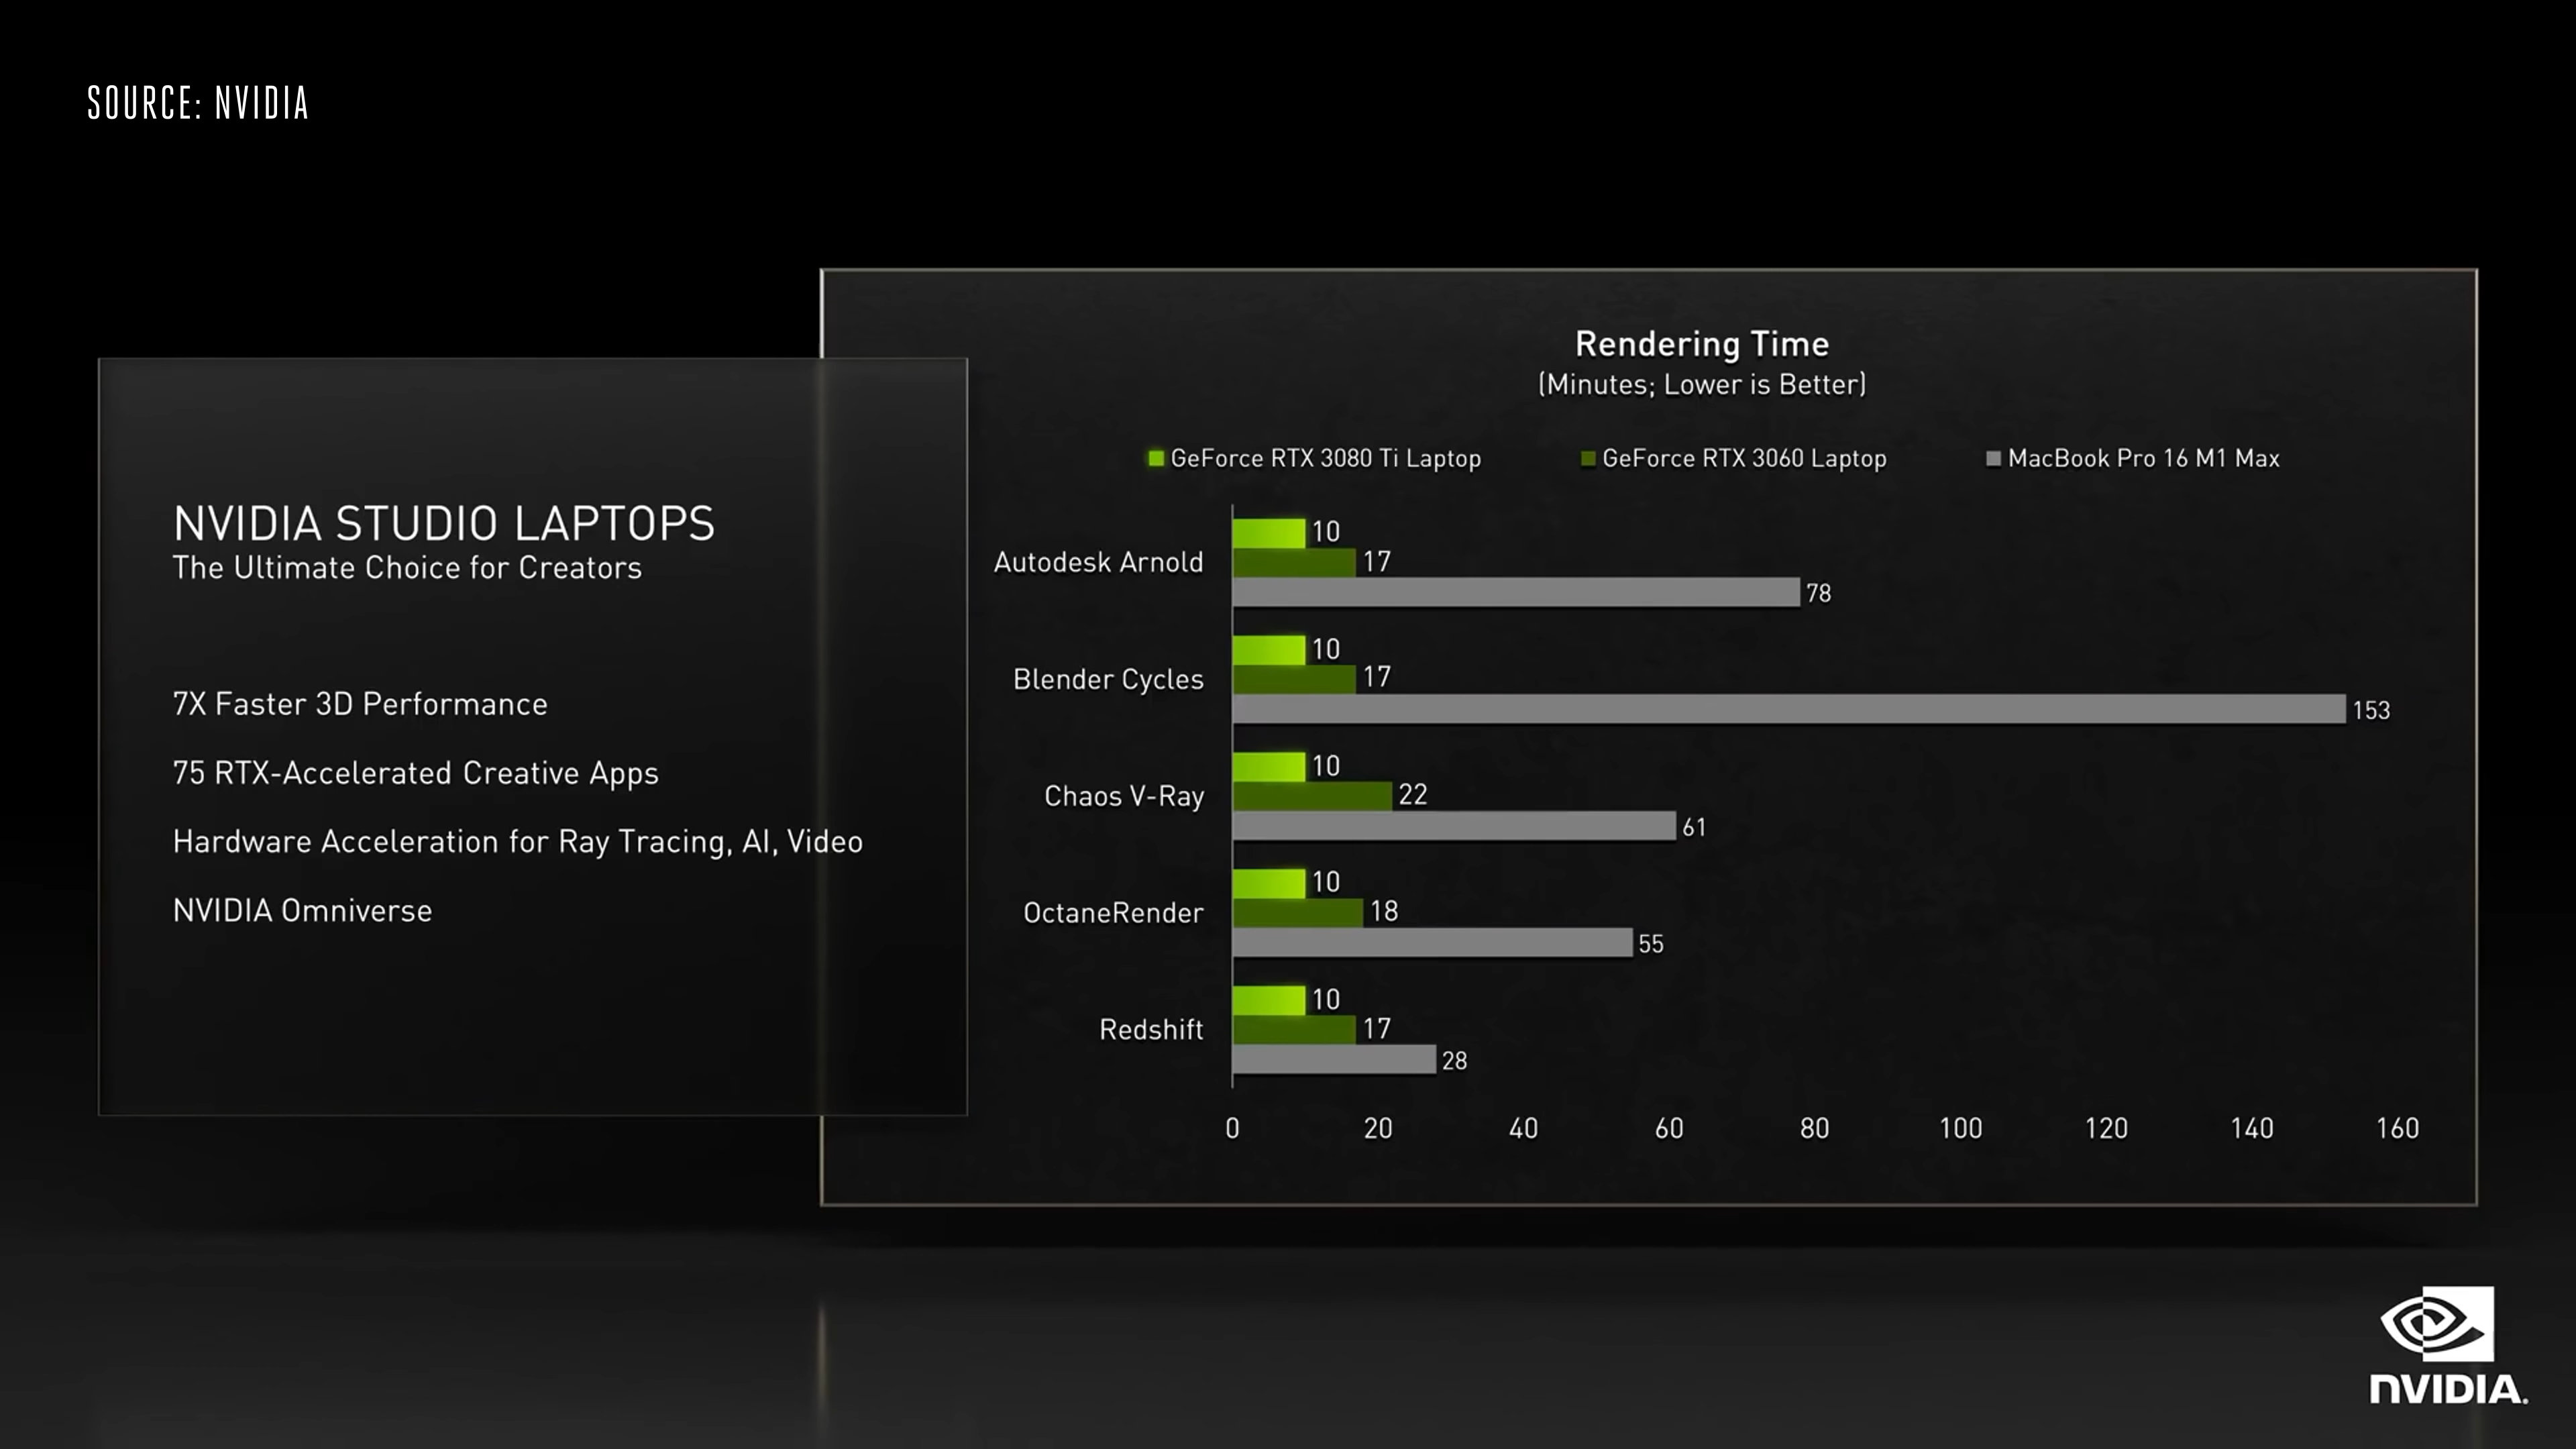 SOURCE: NVIDIA
NVIDIA STUDIO LAPTOPS
The Ultimate Choice for Creators
7X Faster 3D Performance
75 RTX-Accelerated Creative Apps
Hardware Acceleration for Ray Tracing, AI, Video
NVIDIA Omniverse
Rendering Time
(Minutes; Lower is Better)
GeForce RTX 3080 Ti Laptop GeForce RTX 3060 Laptop MacBook Pro 16 M1 Max
10
Autodesk Arnold 17
78
10
Blender Cycles 17
153
10
Chaos V-Ray 22
61
10
OctaneRender 18
55
10
Redshift 17
28
0 20 40 60 80 100 120 140 160
NVIDIA.